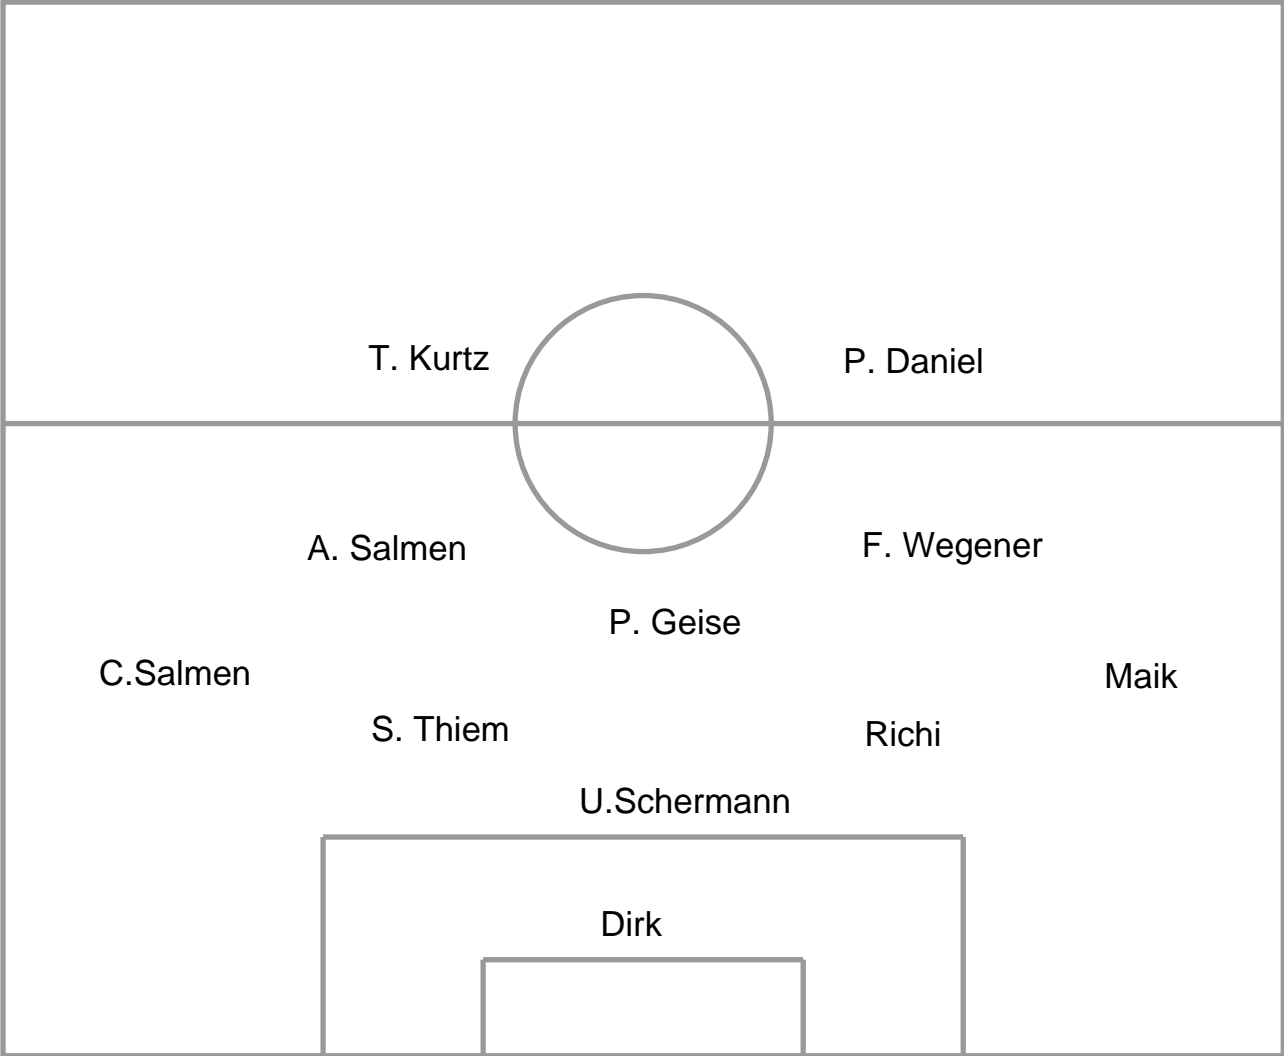 T. Kurtz
P. Daniel
A. Salmen
F. Wegener
P. Geise
C.Salmen
Maik
S. Thiem
Richi
U.Schermann
Dirk